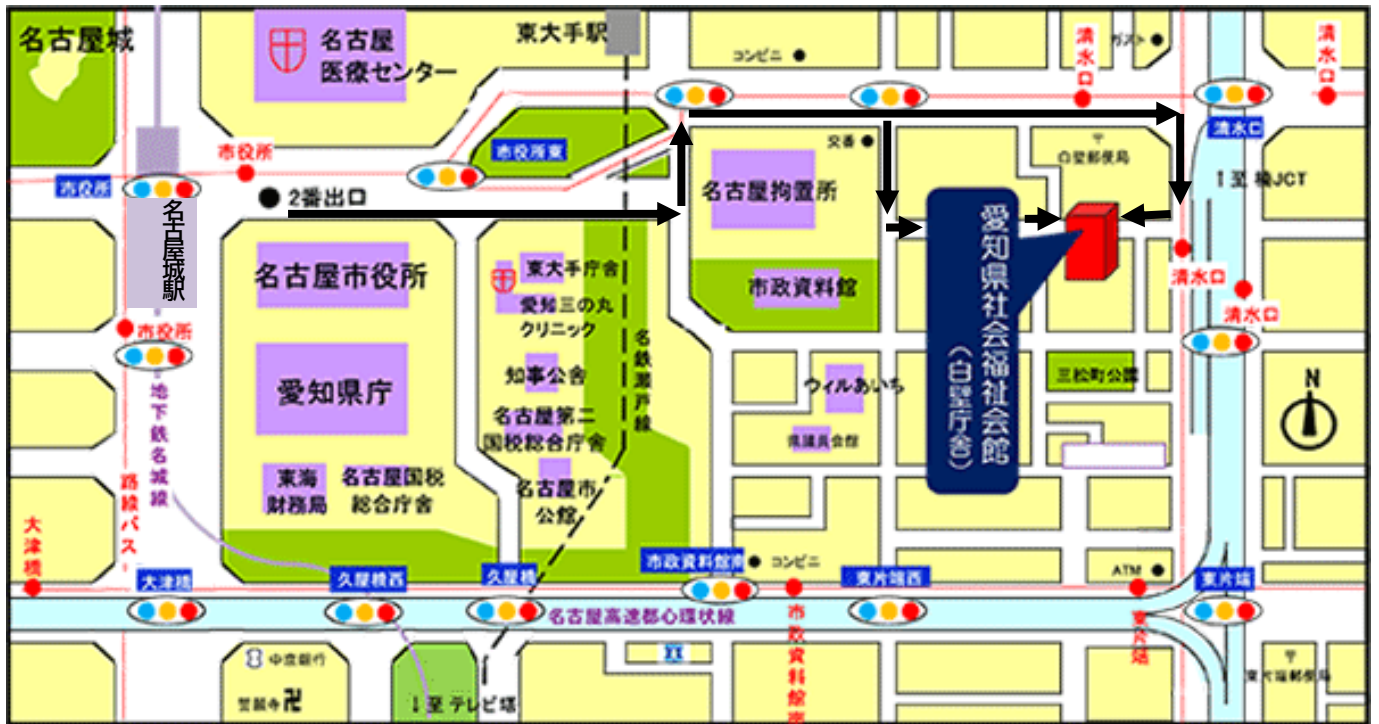 名古屋城
名古屋
医療センター
東大手駅
コンビニ
清水口
ガスト
清水口
清水口
市役所
市役所
市役所東
2番出口
名古屋城駅
交番
〒
白壁郵便局
名古屋拘置所
↑至 楠JCT
愛知県社会福祉会館
(白壁庁舎)
名古屋市役所
東大手庁舎
愛知三の丸
クリニック
市政資料館
清水口
清水口
市役所
地下鉄名城線
路線バス
愛知県庁
知事公舎
名古屋第二
国税総合庁舎
名鉄瀬戸線
ウィルあいち
県議員会館
三松町公園
N
東海
財務局
名古屋国税
総合庁舎
名古屋市
公館
大津橋
大津橋
久屋橋西
久屋橋
市政資料館南
コンビニ
東片端西
ATM
東片端
名古屋高速都心環状線
市政資料館南
東片端
中京銀行
卍
↓至 テレビ塔
〒
東片端郵便局